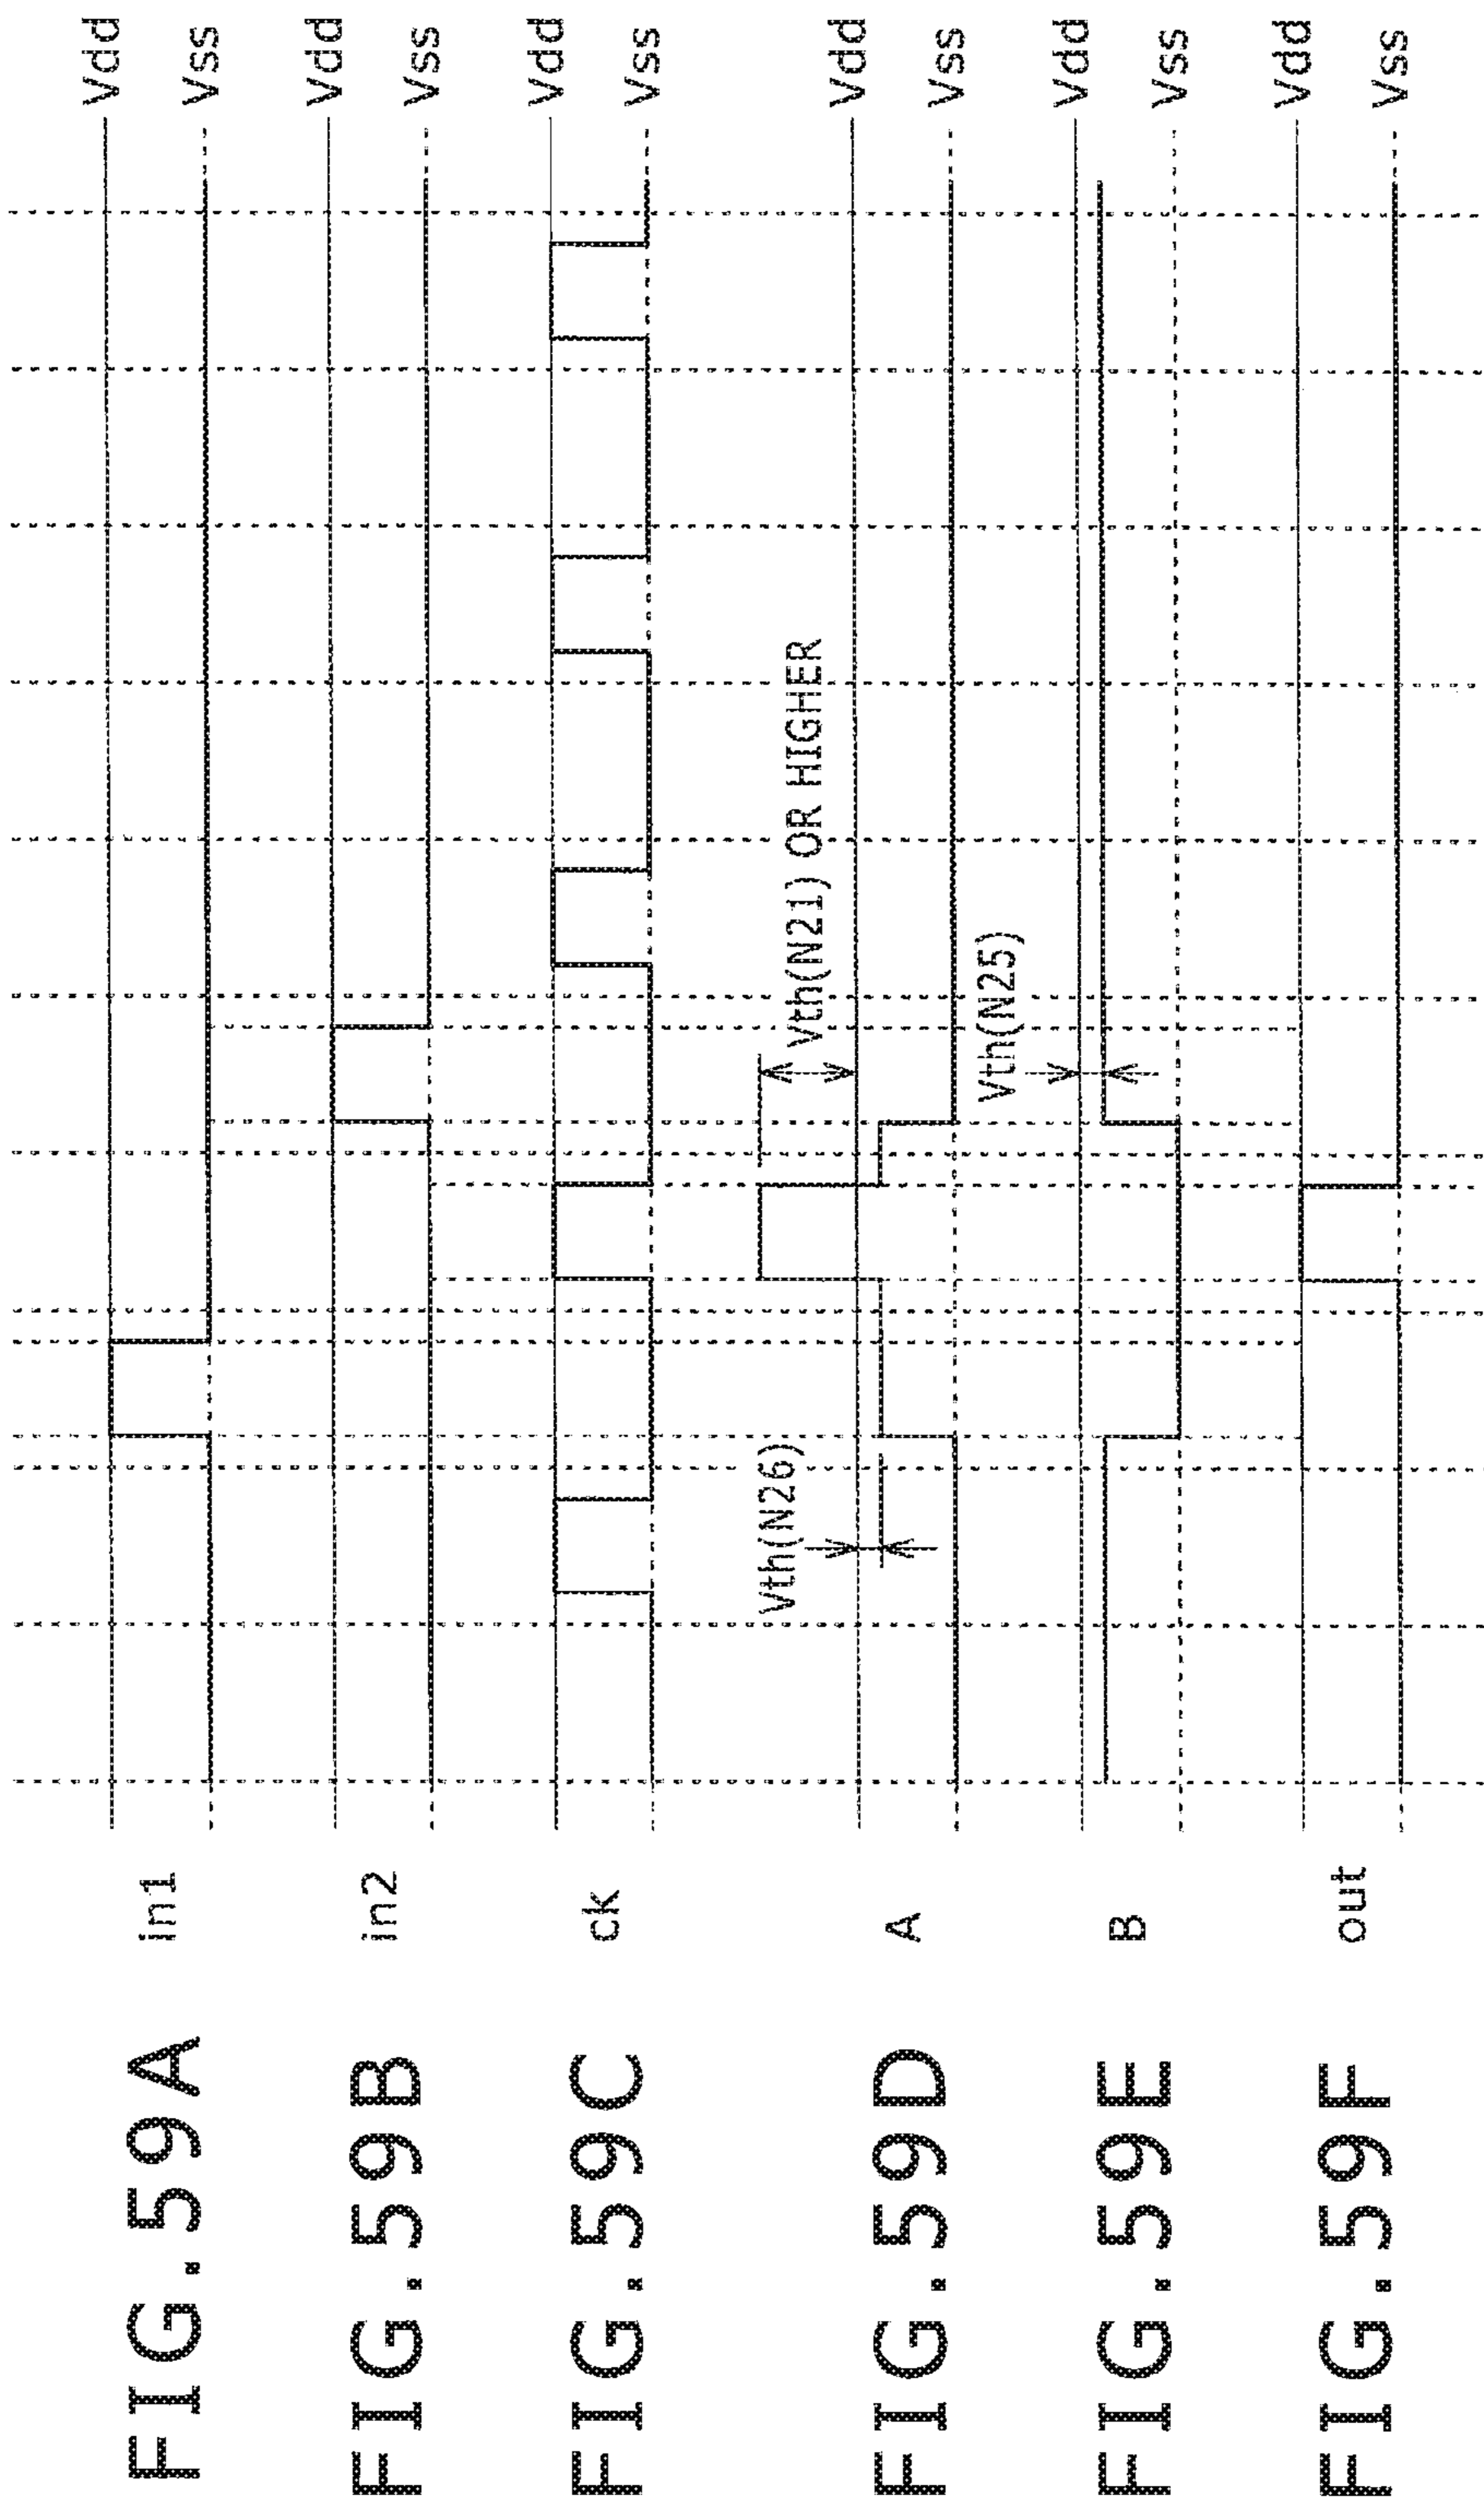 FIG.59A in1 Vdd
Vss
FIG.59B in2 Vdd
Vss
FIG.59C ck Vdd
Vss
Vth(N26) Vth(N21) OR HIGHER
FIG.59D A Vdd
Vss
Vth(N25)
FIG.59E B Vdd
Vss
FIG.59F out Vdd
Vss